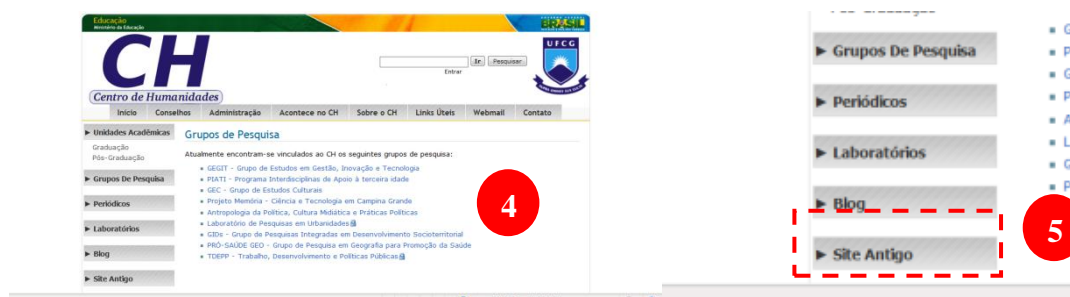 Educação
Ministério da Educação
BRASIL
CH
Centro de Humanidades
UFCG
Ir Pesquisar
Entrar
Início Conselhos Administração Acontece no CH Sobre o CH Links Úteis Webmail Contato
Unidades Acadêmicas
Graduação
Pós-Graduação
Grupos De Pesquisa
Periódicos
Laboratórios
Blog
Site Antigo
Grupos de Pesquisa
Atualmente encontram-se vinculados ao CH os seguintes grupos de pesquisa:
GEGIT - Grupo de Estudos em Gestão, Inovação e Tecnologia
PIATI - Programa Interdisciplinas de Apoio à terceira idade
GEC - Grupo de Estudos Culturais
Projeto Memória - Ciência e Tecnologia em Campina Grande
Antropologia da Política, Cultura Midiática e Práticas Políticas
Laboratório de Pesquisas em Urbanidades
GIDs - Grupo de Pesquisas Integradas em Desenvolvimento Socioterritorial
PRÓ-SAÚDE GEO - Grupo de Pesquisa em Geografia para Promoção da Saúde
TDEPP - Trabalho, Desenvolvimento e Políticas Públicas
4
Grupos De Pesquisa
Periódicos
Laboratórios
Blog
Site Antigo
G
P
G
P
A
L
G
P
5